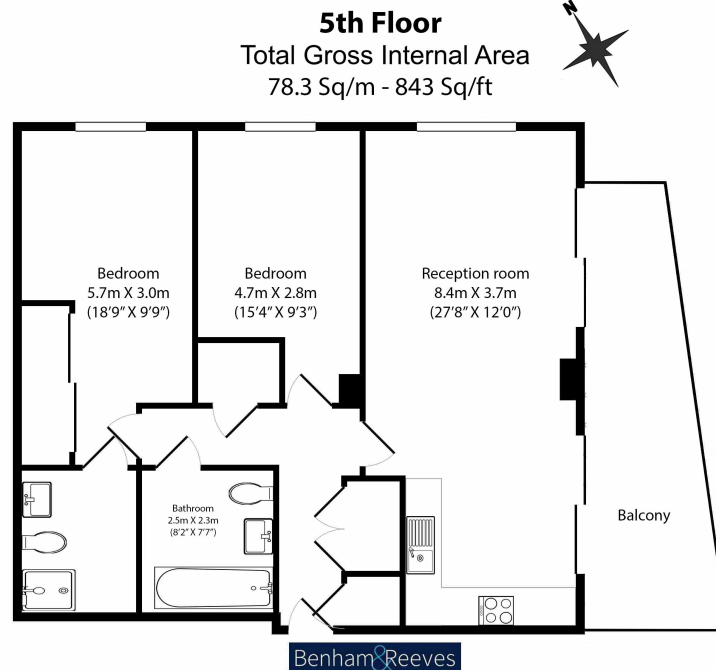 5th Floor
Total Gross Internal Area
78.3 Sq/m - 843 Sq/ft
N
Bedroom
5.7m X 3.0m
(18'9" X 9'9")
Bedroom
4.7m X 2.8m
(15'4" X 9'3")
Reception room
8.4m X 3.7m
(27'8" X 12'0")
Bathroom
2.5m X 2.3m
(8'2" X 7'7")
Balcony
Benham&Reeves